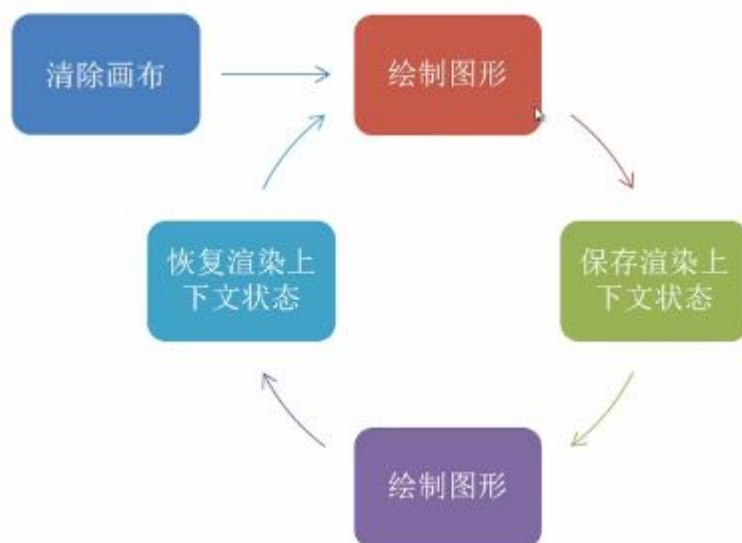 清除画布
绘制图形
恢复渲染上
下文状态
保存渲染上
下文状态
绘制图形